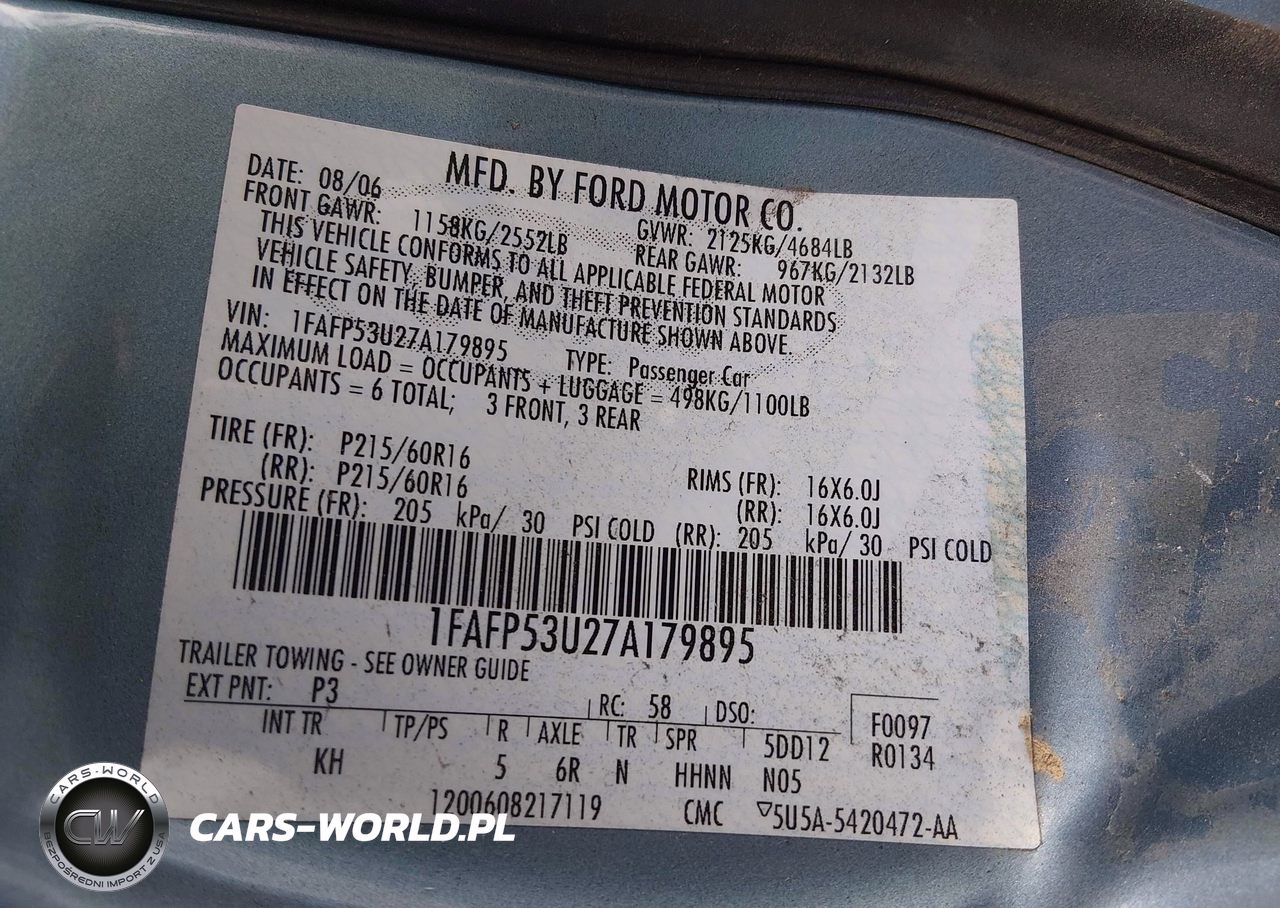 MFD. BY FORD MOTOR CO.
DATE: 08/06 GVWR: 2125KG/4684LB
FRONT GAWR: 1158KG/2552LB REAR GAWR: 967KG/2132LB
THIS VEHICLE CONFORMS TO ALL APPLICABLE FEDERAL MOTOR
VEHICLE SAFETY, BUMPER, AND THEFT PREVENTION STANDARDS
IN EFFECT ON THE DATE OF MANUFACTURE SHOWN ABOVE.
VIN: 1FAFP53U27A179895 TYPE: Passenger Car
MAXIMUM LOAD = OCCUPANTS + LUGGAGE = 498KG/1100LB
OCCUPANTS = 6 TOTAL; 3 FRONT, 3 REAR
TIRE (FR): P215/60R16 RIMS (FR): 16X6.0J
(RR): P215/60R16 (RR): 16X6.0J
PRESSURE (FR): 205 kPa/ 30 PSI COLD (RR): 205 kPa/ 30 PSI COLD
1FAFP53U27A179895
TRAILER TOWING - SEE OWNER GUIDE
EXT PNT: P3 RC: 58 DSO: F0097
INT TR TP/PS R AXLE TR SPR 5DD12 R0134
KH 5 6R N HHNN N05
1200608217119 CMC ▽5U5A-5420472-AA
CARS-WORLD
CW
BEZPOŚREDNI IMPORT Z USA
CARS-WORLD.PL